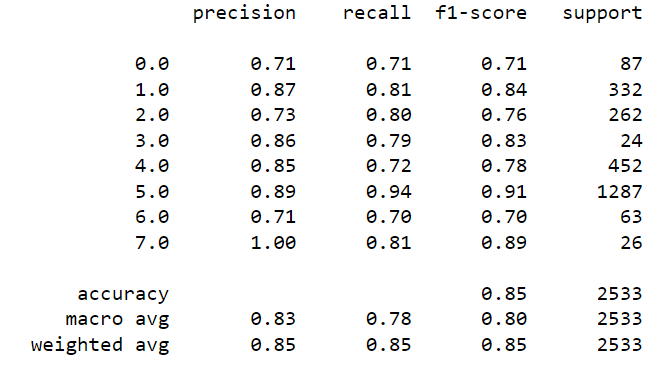 precision recall f1-score support
0.0 0.71 0.71 0.71 87
1.0 0.87 0.81 0.84 332
2.0 0.73 0.80 0.76 262
3.0 0.86 0.79 0.83 24
4.0 0.85 0.72 0.78 452
5.0 0.89 0.94 0.91 1287
6.0 0.71 0.70 0.70 63
7.0 1.00 0.81 0.89 26
accuracy 0.85 2533
macro avg 0.83 0.78 0.80 2533
weighted avg 0.85 0.85 0.85 2533